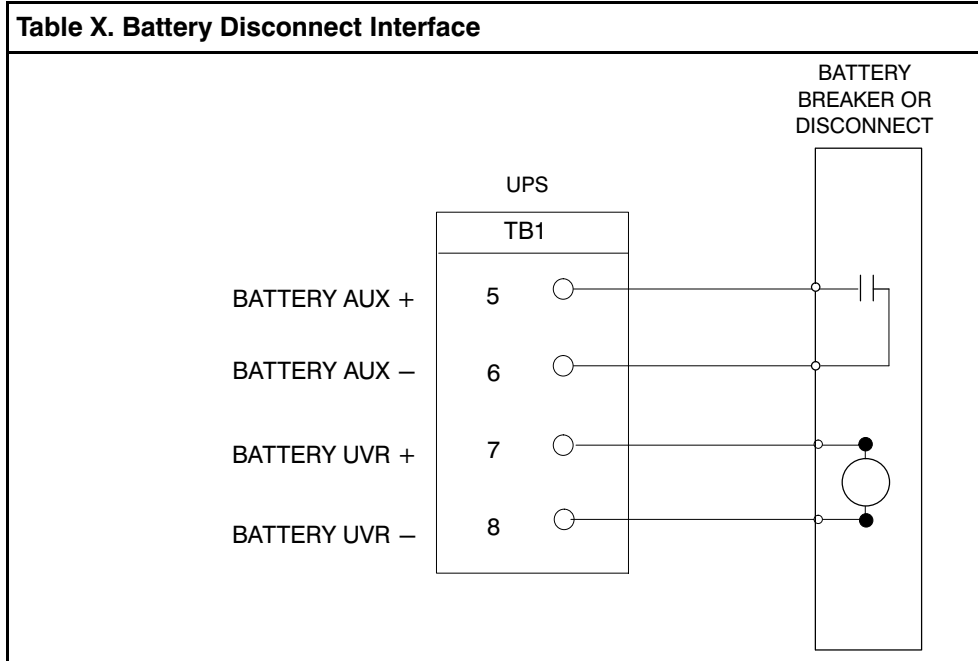 Table X. Battery Disconnect Interface
BATTERY
BREAKER OR
DISCONNECT
UPS
TB1
BATTERY AUX + 5
BATTERY AUX − 6
BATTERY UVR + 7
BATTERY UVR − 8